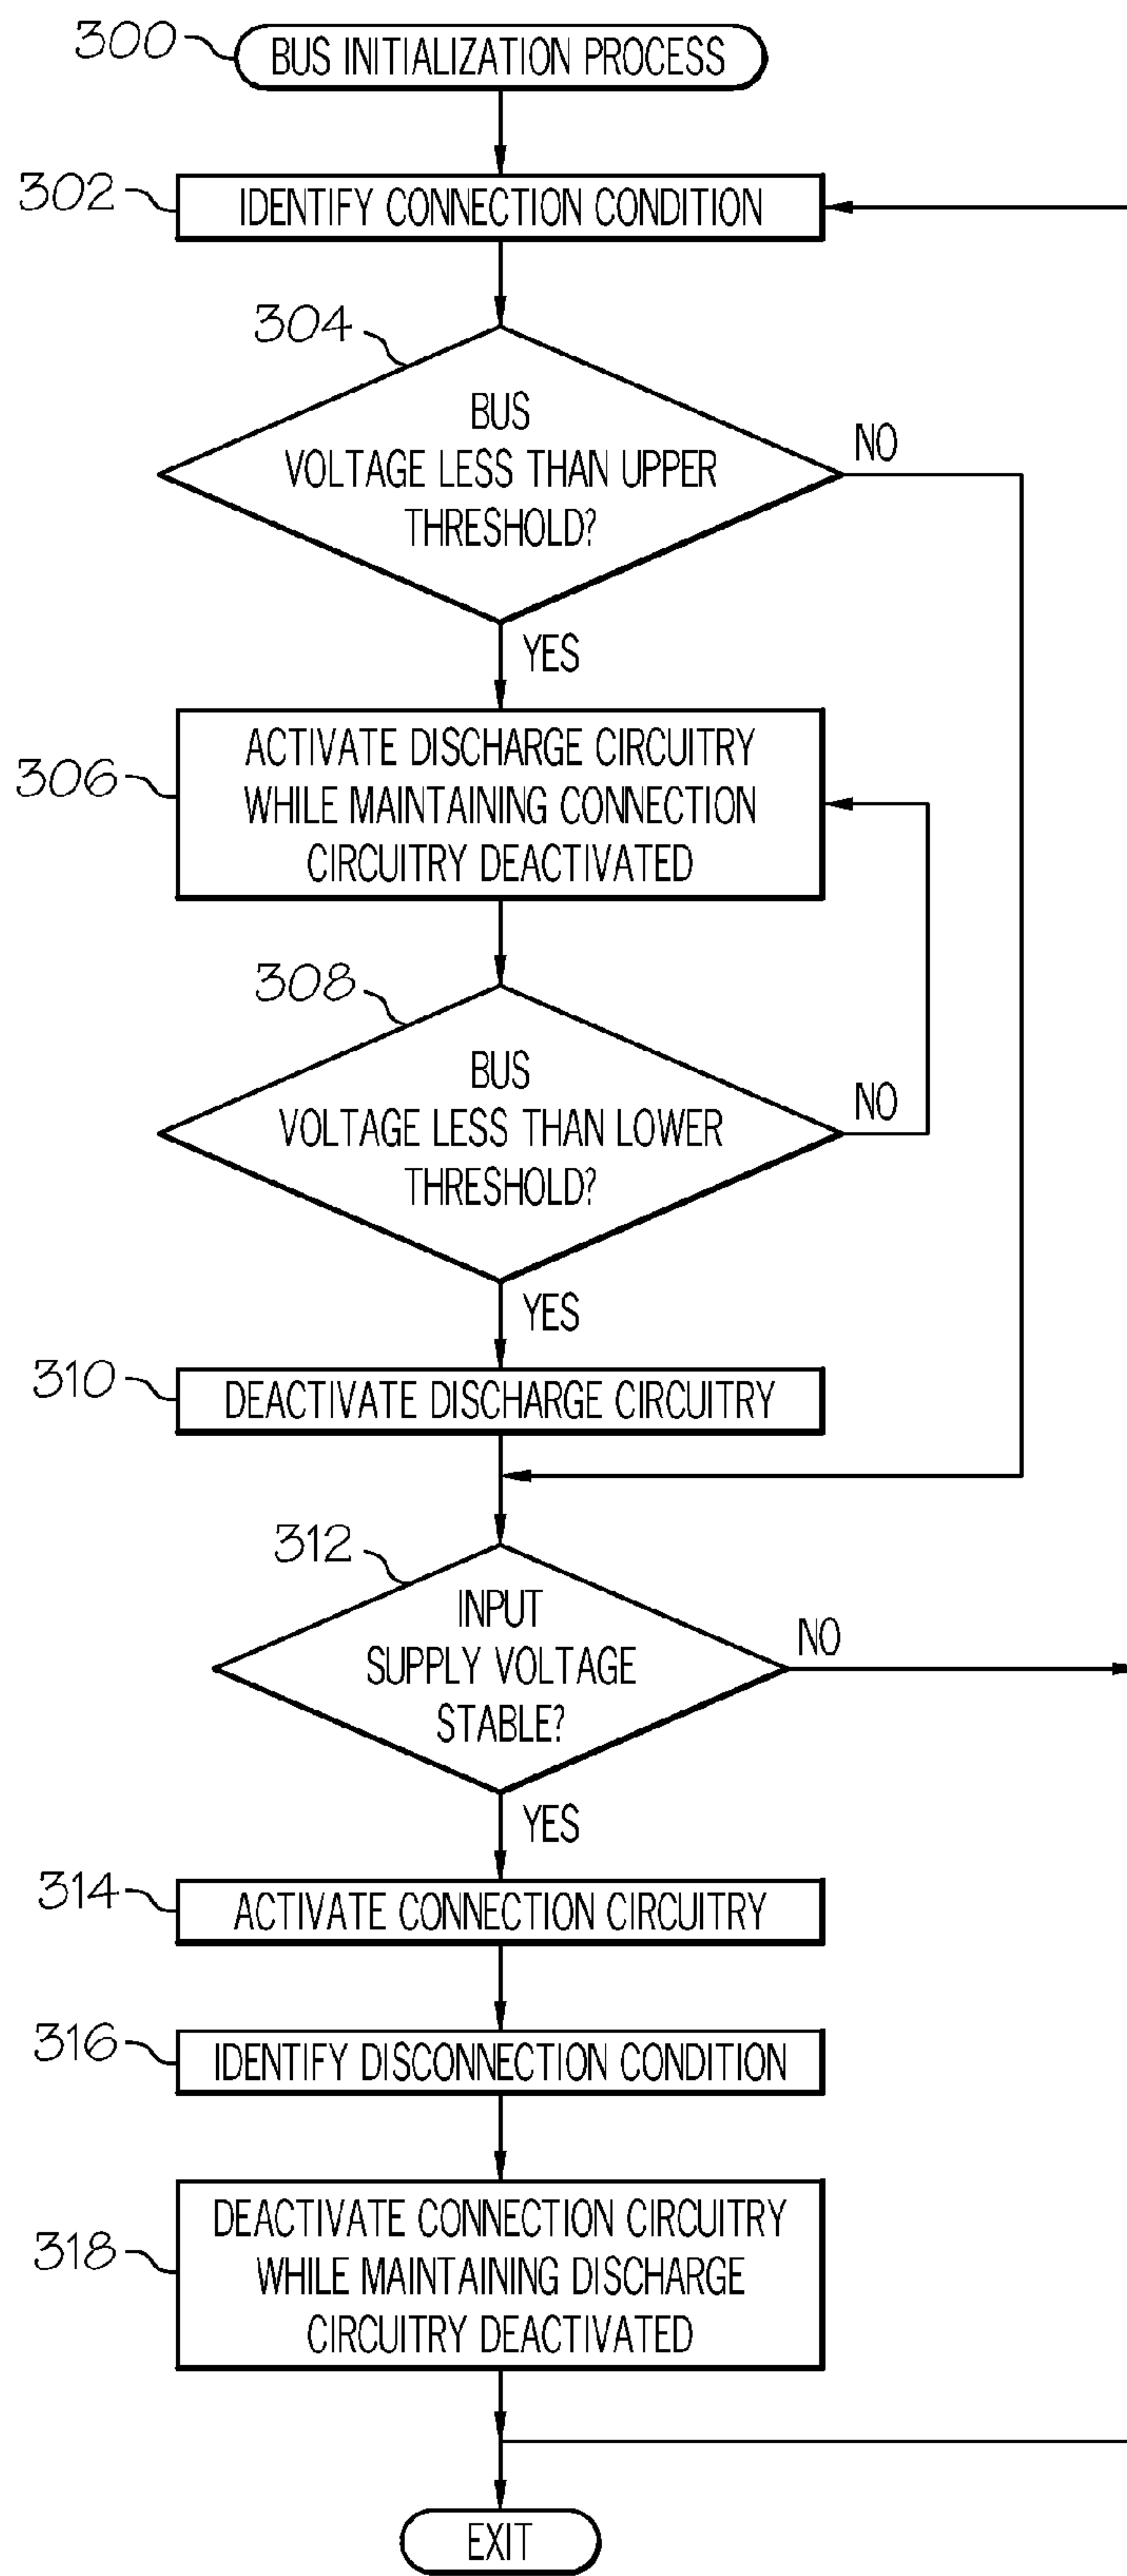 300
BUS INITIALIZATION PROCESS
302
IDENTIFY CONNECTION CONDITION
304
BUS
VOLTAGE LESS THAN UPPER
THRESHOLD?
NO
YES
306
ACTIVATE DISCHARGE CIRCUITRY
WHILE MAINTAINING CONNECTION
CIRCUITRY DEACTIVATED
308
BUS
VOLTAGE LESS THAN LOWER
THRESHOLD?
NO
YES
310
DEACTIVATE DISCHARGE CIRCUITRY
312
INPUT
SUPPLY VOLTAGE
STABLE?
NO
YES
314
ACTIVATE CONNECTION CIRCUITRY
316
IDENTIFY DISCONNECTION CONDITION
318
DEACTIVATE CONNECTION CIRCUITRY
WHILE MAINTAINING DISCHARGE
CIRCUITRY DEACTIVATED
EXIT